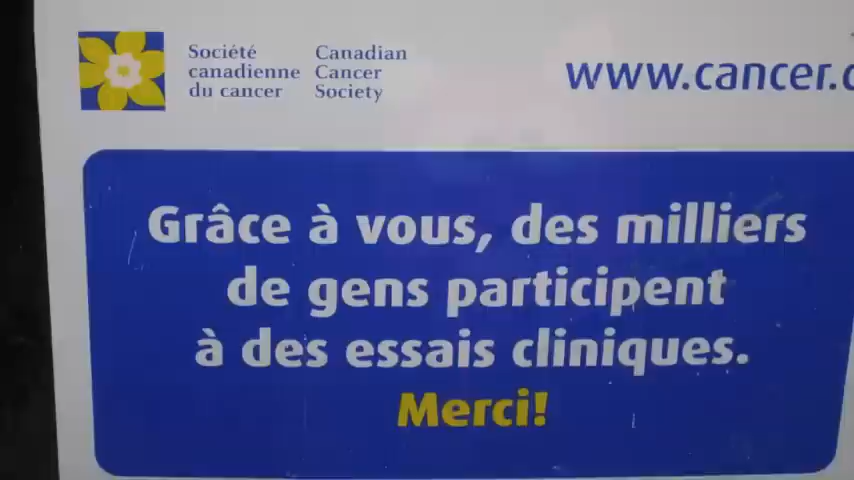 Société
canadienne
du cancer
Canadian
Cancer
Society
www.cancer.c
Grâce à vous, des milliers
de gens participent
à des essais cliniques.
Merci!